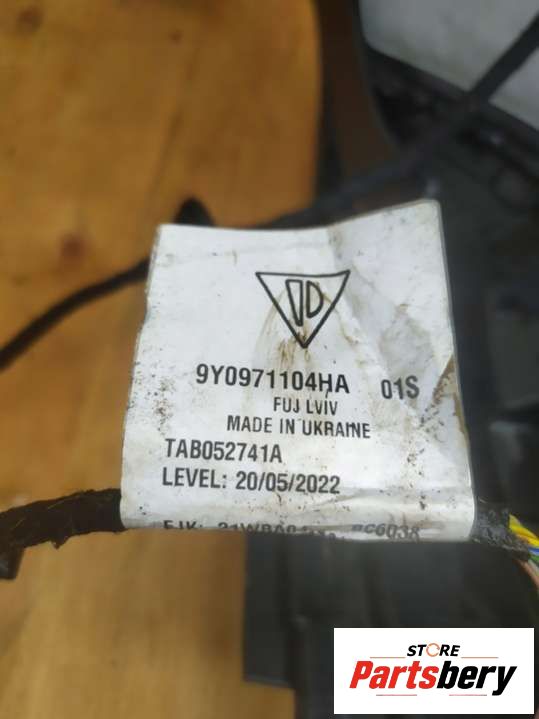 9Y0971104HA 01S
FUJ LVIV
MADE IN UKRAINE
TAB052741A
LEVEL: 20/05/2022
STORE
Partsbery